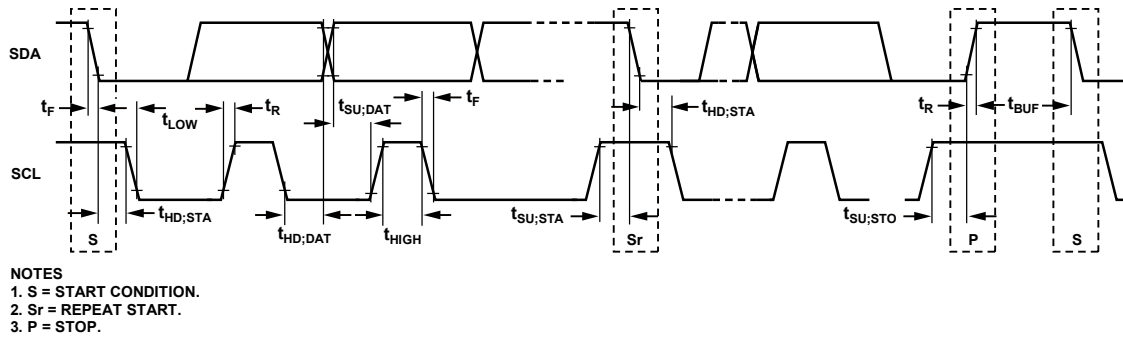 SDA
tF
tLOW
tR
tSU;DAT
tF
tHD;STA
tR
tBUF
SCL
tHD;STA
tHD;DAT
tHIGH
tSU;STA
tSU;STO
S
Sr
P
S
NOTES
1. S = START CONDITION.
2. Sr = REPEAT START.
3. P = STOP.